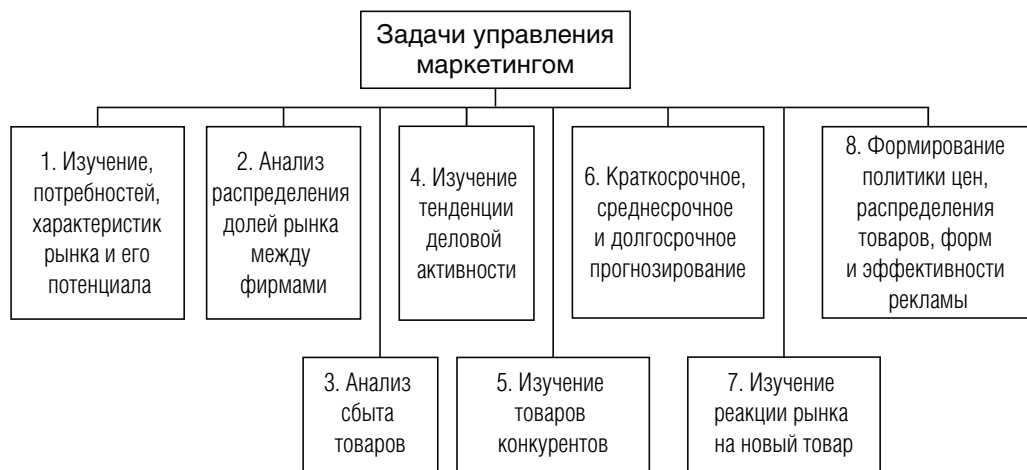 Задачи управления
маркетингом
1. Изучение,
потребностей,
характеристик
рынка и его
потенциала
2. Анализ
распределения
долей рынка
между
фирмами
3. Анализ
сбыта
товаров
4. Изучение
тенденции
деловой
активности
5. Изучение
товаров
конкурентов
6. Краткосрочное,
среднесрочное
и долгосрочное
прогнозирование
7. Изучение
реакции рынка
на новый товар
8. Формирование
политики цен,
распределения
товаров, форм
и эффективности
рекламы